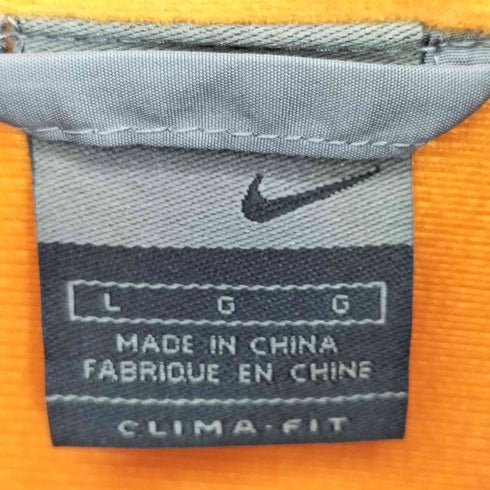 L G G
MADE IN CHINA
FABRIQUE EN CHINE
CLIMA-FIT